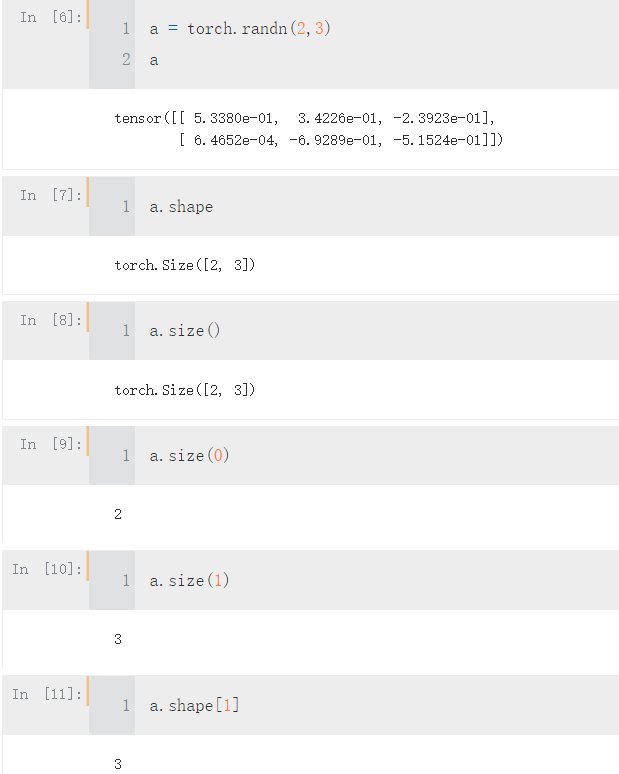 In [6]:
1 a = torch.randn(2,3)
2 a
tensor([[ 5.3380e-01,  3.4226e-01, -2.3923e-01],
        [ 6.4652e-04, -6.9289e-01, -5.1524e-01]])
In [7]:
1 a.shape
torch.Size([2, 3])
In [8]:
1 a.size()
torch.Size([2, 3])
In [9]:
1 a.size(0)
2
In [10]:
1 a.size(1)
3
In [11]:
1 a.shape[1]
3